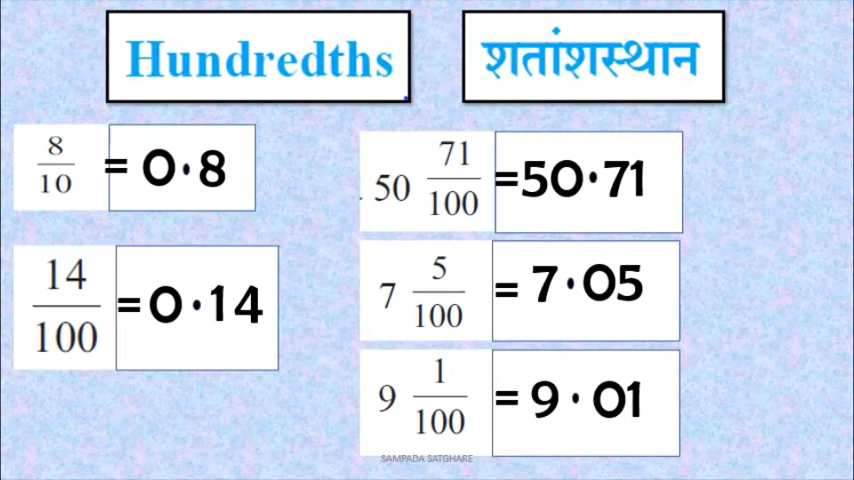 Hundredths
शतांशस्थान
8/10 = 0·8
14/100 = 0·14
50 71/100 = 50·71
7 5/100 = 7·05
9 1/100 = 9·01
SAMPADA SATGHARE